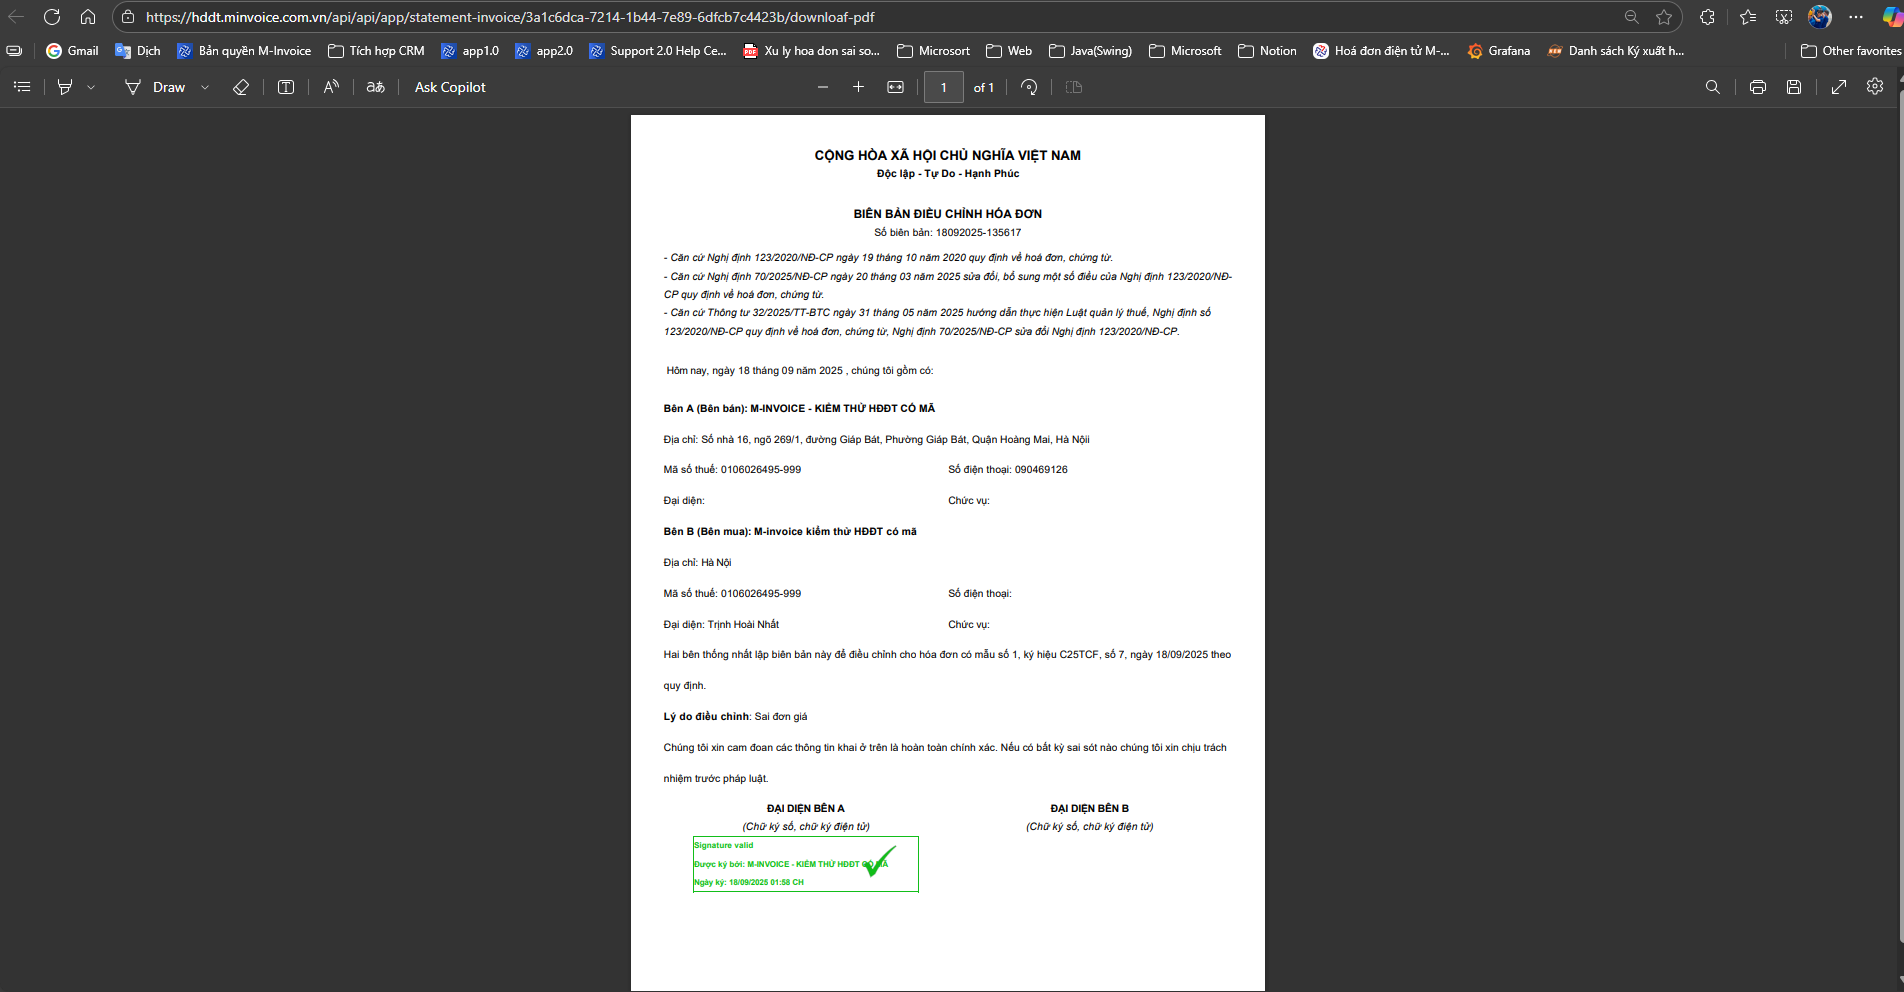 https://hddt.minvoice.com.vn/api/api/app/statement-invoice/3a1c6dca-7214-1b44-7e89-6dfcb7c4423b/downloaf-pdf
Gmail
Dịch
Bản quyền M-Invoice
Tích hợp CRM
app1.0
app2.0
Support 2.0 Help Ce...
Xu ly hoa don sai so...
Microsort
Web
Java(Swing)
Microsoft
Notion
Hoá đơn điện tử M-...
Grafana
Danh sách Ký xuất h...
Other favorites
Draw
Ask Copilot
1
of 1
CỘNG HÒA XÃ HỘI CHỦ NGHĨA VIỆT NAM
Độc lập - Tự Do - Hạnh Phúc
BIÊN BẢN ĐIỀU CHỈNH HÓA ĐƠN
Số biên bản: 18092025-135617
- Căn cứ Nghị định 123/2020/NĐ-CP ngày 19 tháng 10 năm 2020 quy định về hoá đơn, chứng từ.
- Căn cứ Nghị định 70/2025/NĐ-CP ngày 20 tháng 03 năm 2025 sửa đổi, bổ sung một số điều của Nghị định 123/2020/NĐ-
CP quy định về hoá đơn, chứng từ.
- Căn cứ Thông tư 32/2025/TT-BTC ngày 31 tháng 05 năm 2025 hướng dẫn thực hiện Luật quản lý thuế, Nghị định số
123/2020/NĐ-CP quy định về hoá đơn, chứng từ, Nghị định 70/2025/NĐ-CP sửa đổi Nghị định 123/2020/NĐ-CP.
Hôm nay, ngày 18 tháng 09 năm 2025 , chúng tôi gồm có:
Bên A (Bên bán): M-INVOICE - KIỂM THỬ HĐĐT CÓ MÃ
Địa chỉ: Số nhà 16, ngõ 269/1, đường Giáp Bát, Phường Giáp Bát, Quận Hoàng Mai, Hà Nộii
Mã số thuế: 0106026495-999
Số điện thoại: 090469126
Đại diện:
Chức vụ:
Bên B (Bên mua): M-invoice kiểm thử HĐĐT có mã
Địa chỉ: Hà Nội
Mã số thuế: 0106026495-999
Số điện thoại:
Đại diện: Trịnh Hoài Nhất
Chức vụ:
Hai bên thống nhất lập biên bản này để điều chỉnh cho hóa đơn có mẫu số 1, ký hiệu C25TCF, số 7, ngày 18/09/2025 theo
quy định.
Lý do điều chỉnh: Sai đơn giá
Chúng tôi xin cam đoan các thông tin khai ở trên là hoàn toàn chính xác. Nếu có bất kỳ sai sót nào chúng tôi xin chịu trách
nhiệm trước pháp luật.
ĐẠI DIỆN BÊN A
ĐẠI DIỆN BÊN B
(Chữ ký số, chữ ký điện tử)
(Chữ ký số, chữ ký điện tử)
Signature valid
Được ký bởi: M-INVOICE - KIỂM THỬ HĐĐT CÓ MÃ
Ngày ký: 18/09/2025 01:58 CH